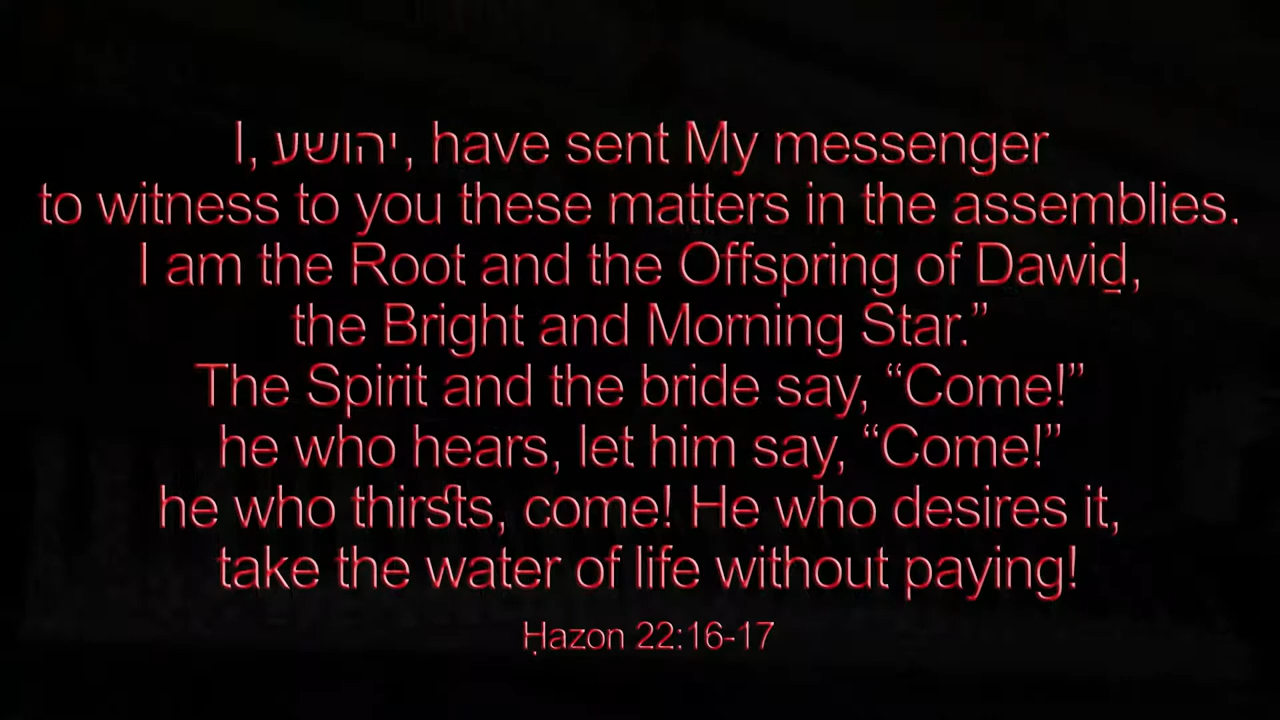 I, יהושע, have sent My messenger
to witness to you these matters in the assemblies.
I am the Root and the Offspring of Dawiḏ,
the Bright and Morning Star.”
The Spirit and the bride say, “Come!”
he who hears, let him say, “Come!”
he who thirsts, come! He who desires it,
take the water of life without paying!
Ḥazon 22:16-17